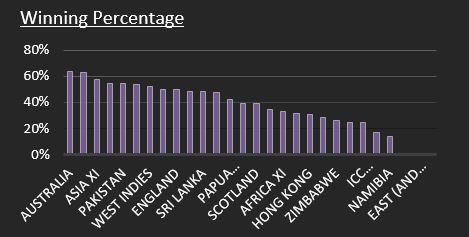 Winning Percentage
80%
60%
40%
20%
0%
AUSTRALIA
ASIA XI
PAKISTAN
WEST INDIES
ENGLAND
SRI LANKA
PAPUA...
SCOTLAND
AFRICA XI
HONG KONG
ZIMBABWE
ICC...
NAMIBIA
EAST (AND...